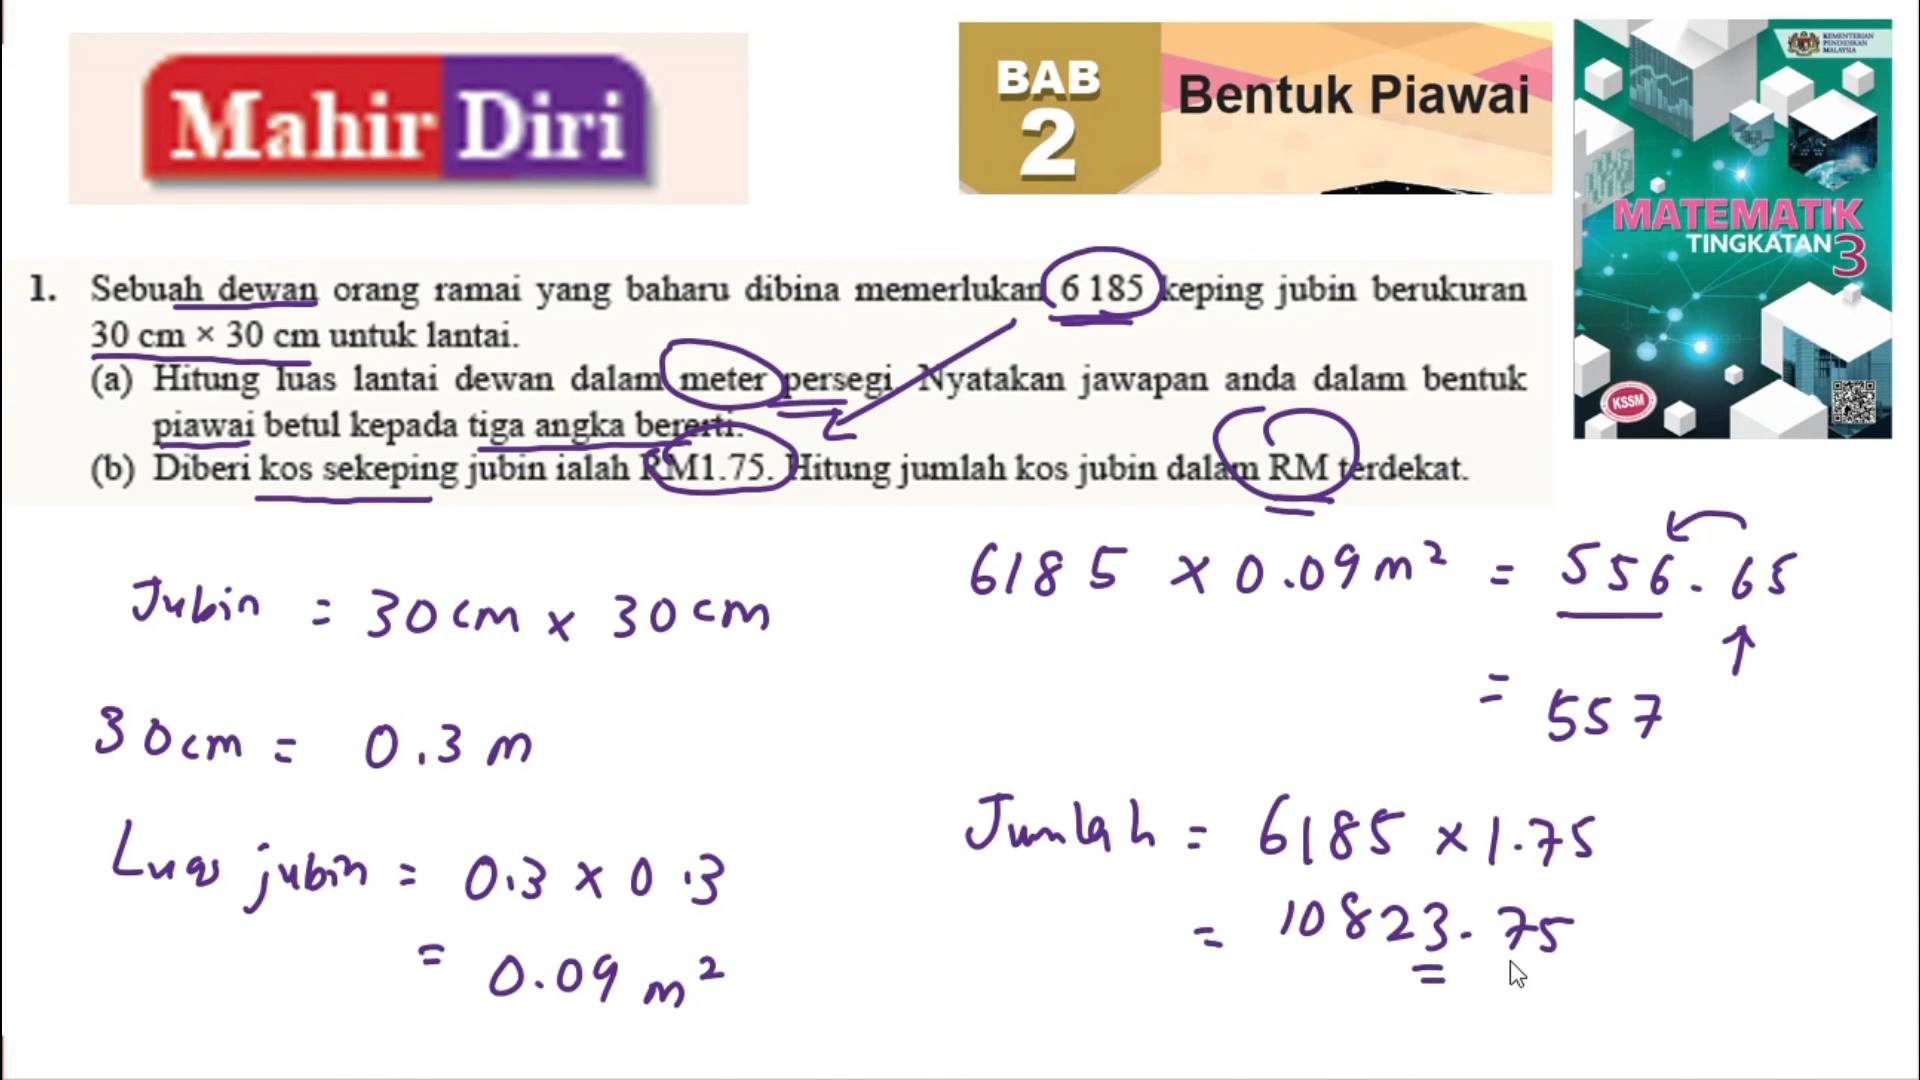 Mahir Diri
BAB
2
Bentuk Piawai
KEMENTERIAN
PENDIDIKAN
MALAYSIA
MATEMATIK
TINGKATAN 3
KSSM
1. Sebuah dewan orang ramai yang baharu dibina memerlukan 6 185 keping jubin berukuran
30 cm × 30 cm untuk lantai.
(a) Hitung luas lantai dewan dalam meter persegi. Nyatakan jawapan anda dalam bentuk
piawai betul kepada tiga angka bererti.
(b) Diberi kos sekeping jubin ialah RM1.75. Hitung jumlah kos jubin dalam RM terdekat.
Jubin = 30cm × 30cm
30cm = 0.3 m
Luas jubin = 0.3 × 0.3
= 0.09 m²
6185 × 0.09 m² = 556.65
= 557
Jumlah = 6185 × 1.75
= 10823.75